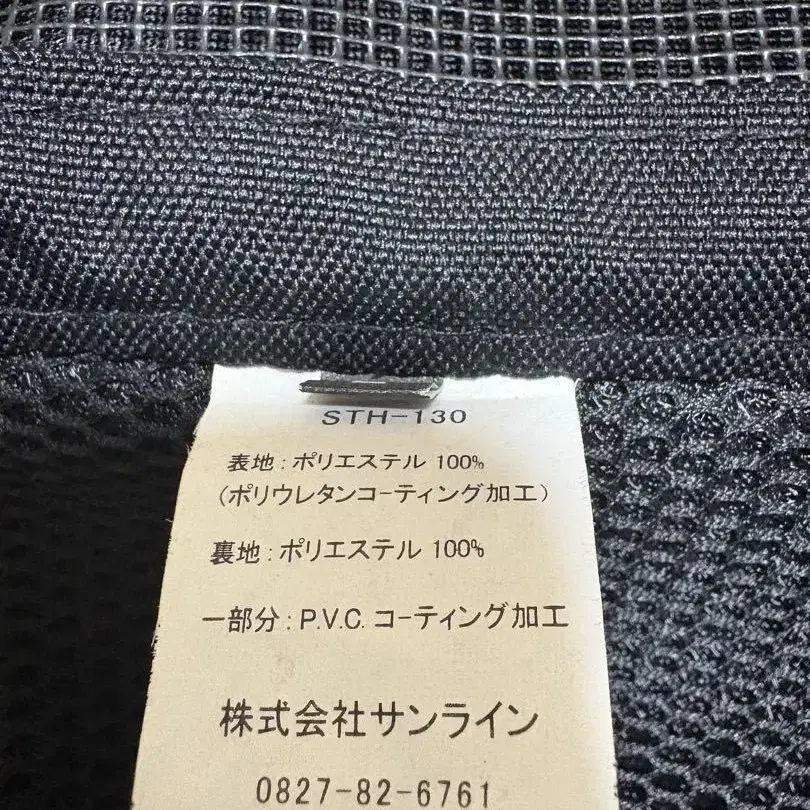 STH-130
表地:ポリエステル 100%
(ポリウレタンコーティング加工)
裏地:ポリエステル 100%
一部分:P.V.C.コーティング加工
株式会社サンライン
0827-82-6761